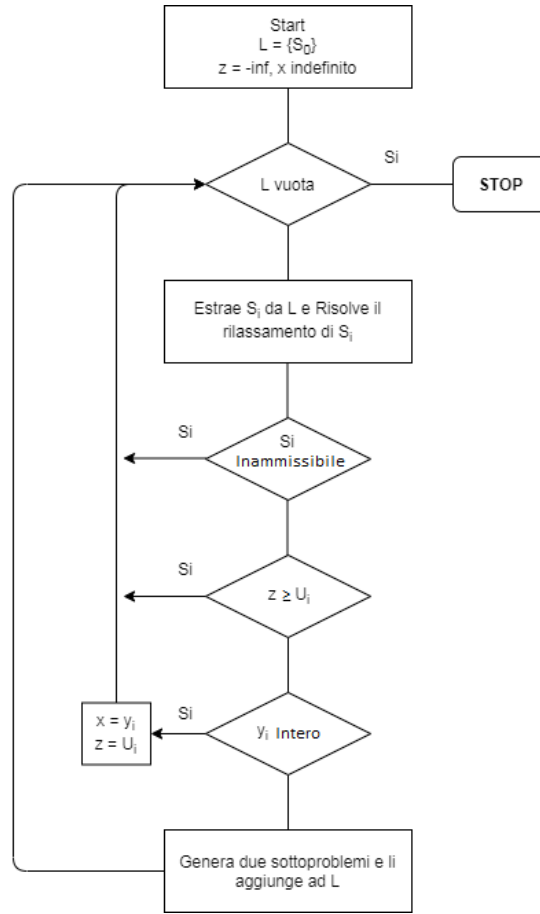 Start
L = {S₀}
z = -inf, x indefinito
Si
L vuota
STOP
Estrae Sᵢ da L e Risolve il
rilassamento di Sᵢ
Si
Si
Inammissibile
Si
z ≥ Uᵢ
Si
yᵢ Intero
x = yᵢ
z = Uᵢ
Genera due sottoproblemi e li
aggiunge ad L